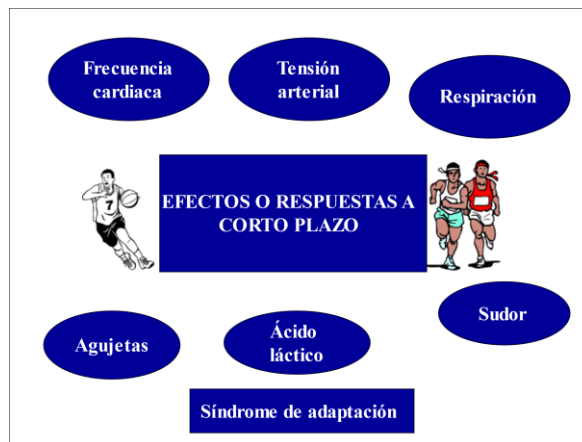 Frecuencia
cardiaca
Tensión
arterial
Respiración
7
EFECTOS O RESPUESTAS A
CORTO PLAZO
Agujetas
Ácido
láctico
Sudor
Síndrome de adaptación